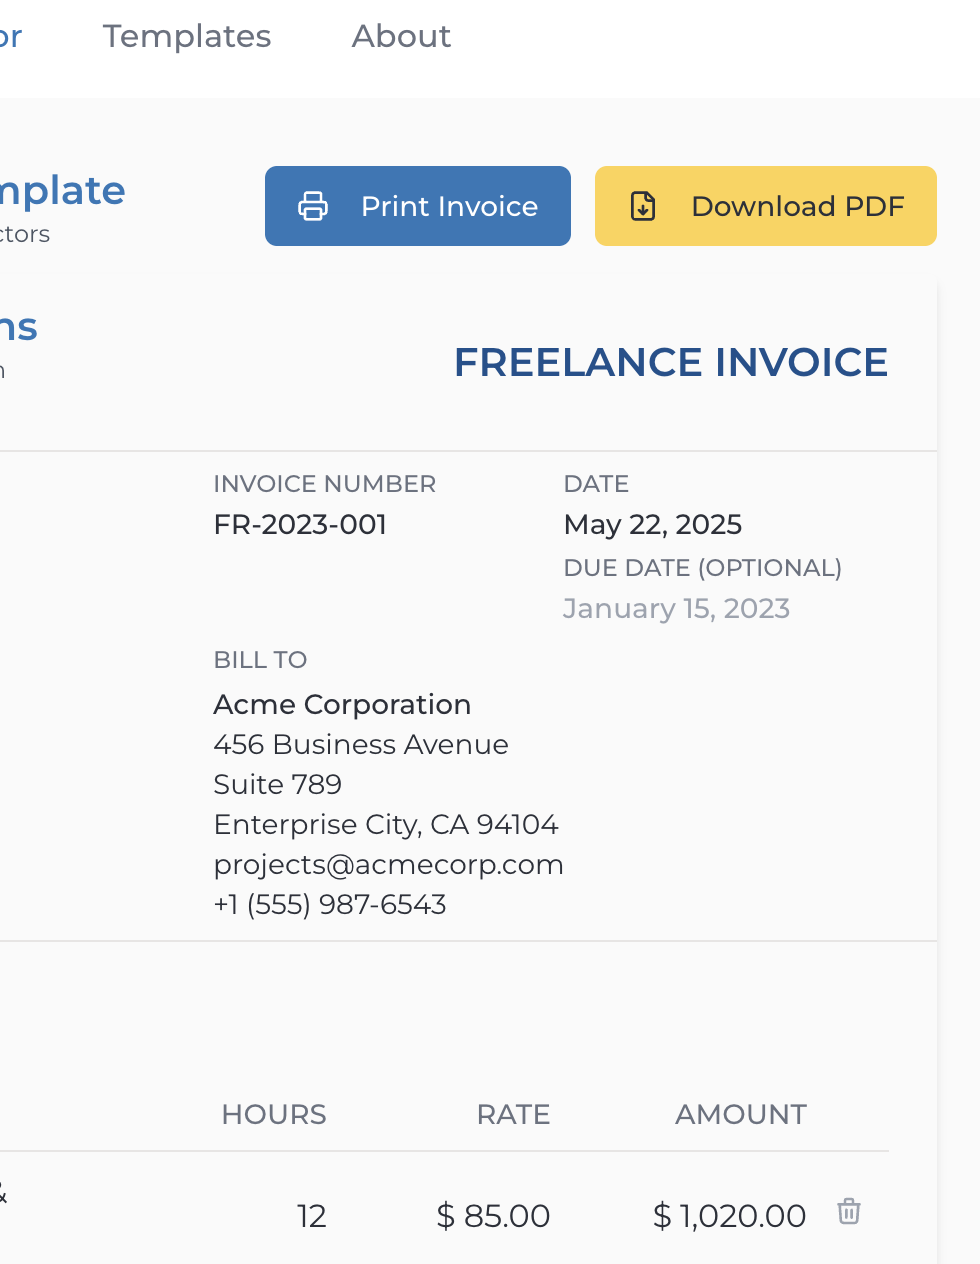 or Templates About
mplate
ctors
Print Invoice Download PDF
ns
n
FREELANCE INVOICE
INVOICE NUMBER DATE
FR-2023-001 May 22, 2025
DUE DATE (OPTIONAL)
January 15, 2023
BILL TO
Acme Corporation
456 Business Avenue
Suite 789
Enterprise City, CA 94104
projects@acmecorp.com
+1 (555) 987-6543
HOURS RATE AMOUNT
&
12 $ 85.00 $ 1,020.00